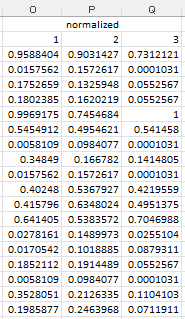 O P Q
normalized
1 2 3
0.9588404 0.9031427 0.7312121
0.0157562 0.1572617 0.0001031
0.1752659 0.1325948 0.0552567
0.1802385 0.1620219 0.0552567
0.9969175 0.7454684 1
0.5454912 0.4954621 0.541458
0.0058109 0.0984077 0.0001031
0.34849 0.166782 0.1414805
0.0157562 0.1572617 0.0001031
0.40248 0.5367927 0.4219559
0.415796 0.6348024 0.4951375
0.641405 0.5383572 0.7046988
0.0278161 0.1489973 0.0255104
0.0170542 0.1018885 0.0879311
0.1852112 0.1914489 0.0552567
0.0058109 0.0984077 0.0001031
0.3528051 0.2126335 0.1104103
0.1985877 0.2463968 0.0711911